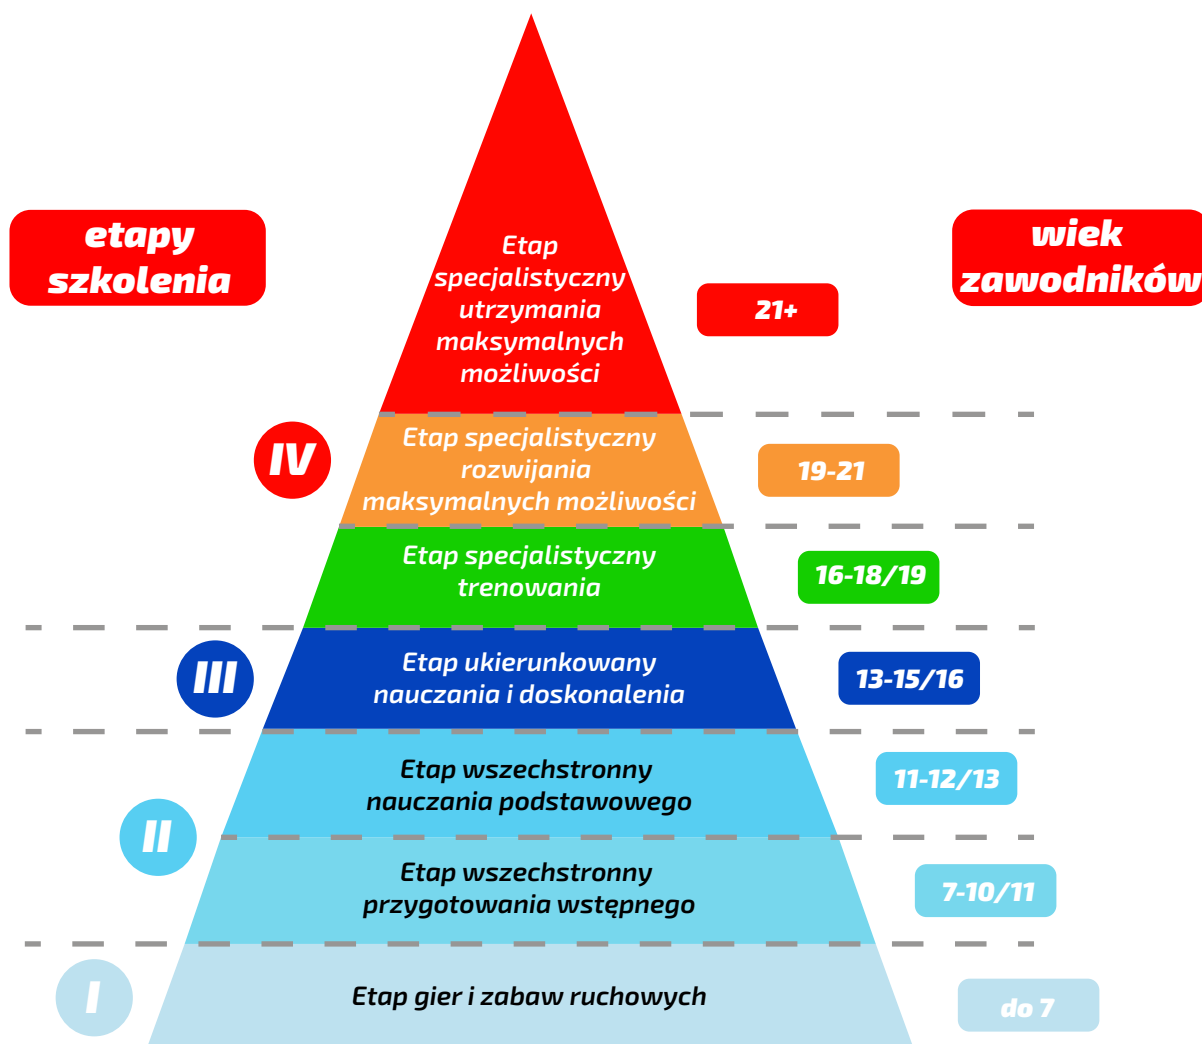 etapy
szkolenia
wiek
zawodników
Etap
specjalistyczny
utrzymania
maksymalnych
możliwości
21+
IV
Etap specjalistyczny
rozwijania
maksymalnych możliwości
19-21
Etap specjalistyczny
trenowania
16-18/19
III
Etap ukierunkowany
nauczania i doskonalenia
13-15/16
II
Etap wszechstronny
nauczania podstawowego
11-12/13
Etap wszechstronny
przygotowania wstępnego
7-10/11
I
Etap gier i zabaw ruchowych
do 7